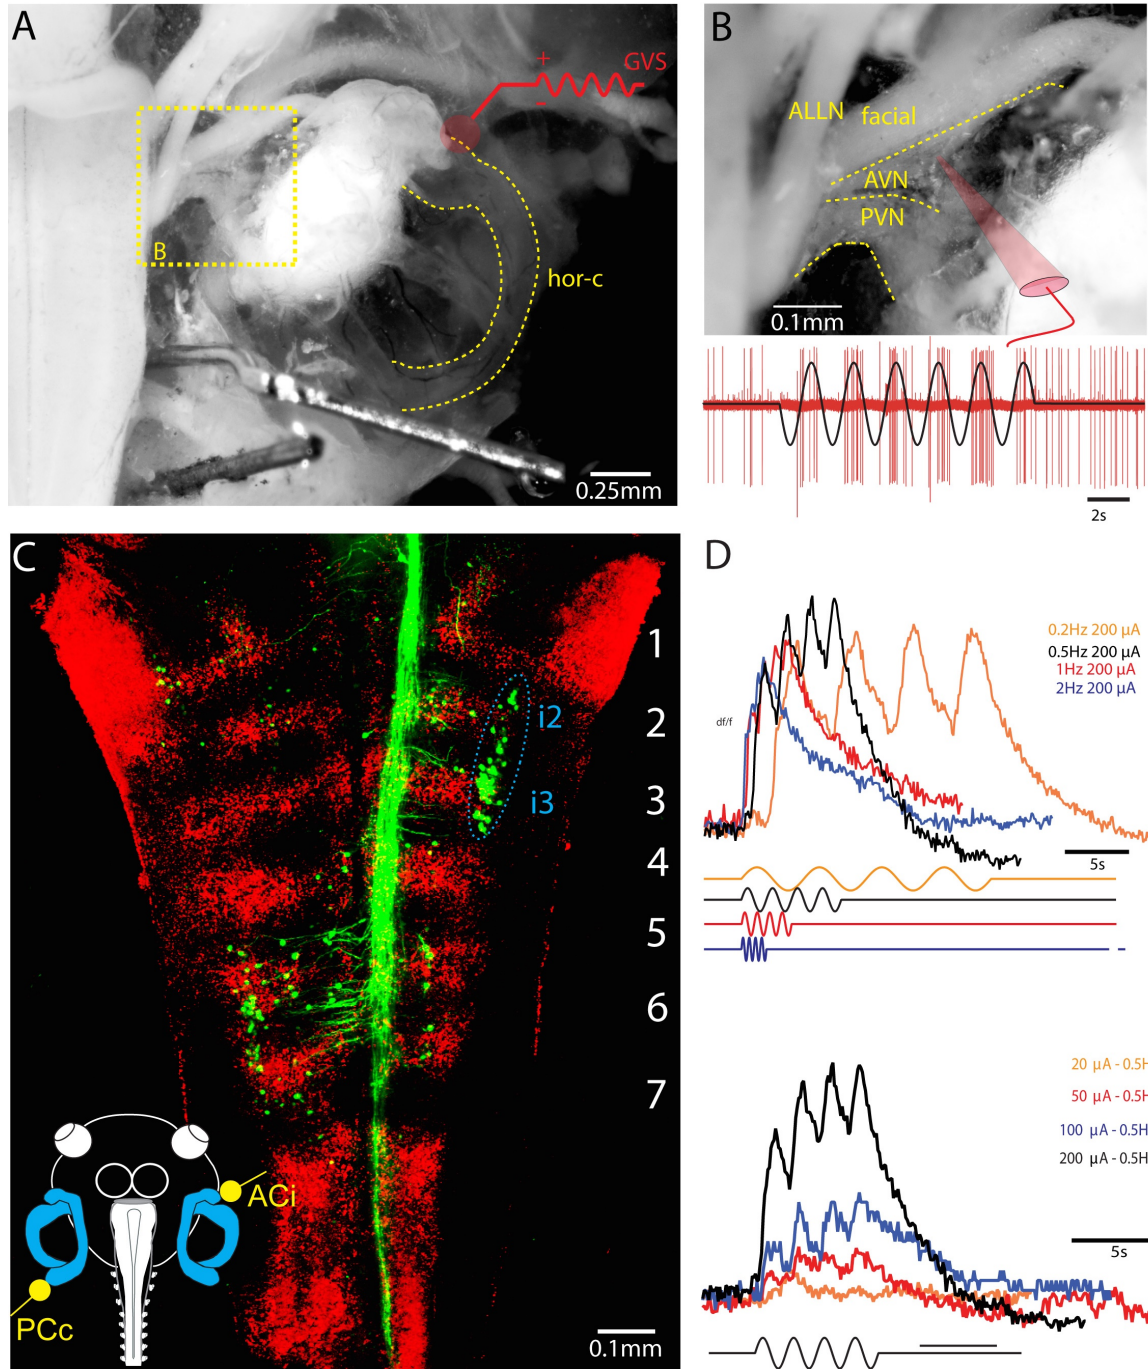 A
+
GVS
−
B
hor-c
0.25mm
B
ALLN
facial
AVN
PVN
0.1mm
2s
C
1
i2
2
i3
3
4
5
6
7
ACi
PCc
0.1mm
D
0.2Hz 200 µA
0.5Hz 200 µA
1Hz 200 µA
2Hz 200 µA
df/f
5s
20 µA - 0.5H
50 µA - 0.5H
100 µA - 0.5H
200 µA - 0.5H
5s